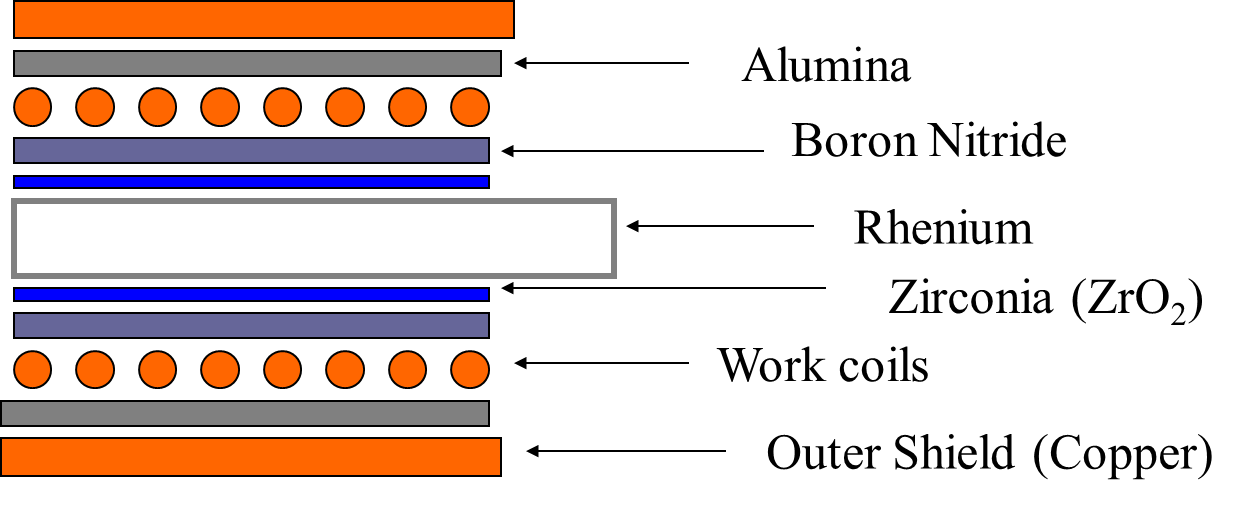 Alumina
Boron Nitride
Rhenium
Zirconia (ZrO₂)
Work coils
Outer Shield (Copper)